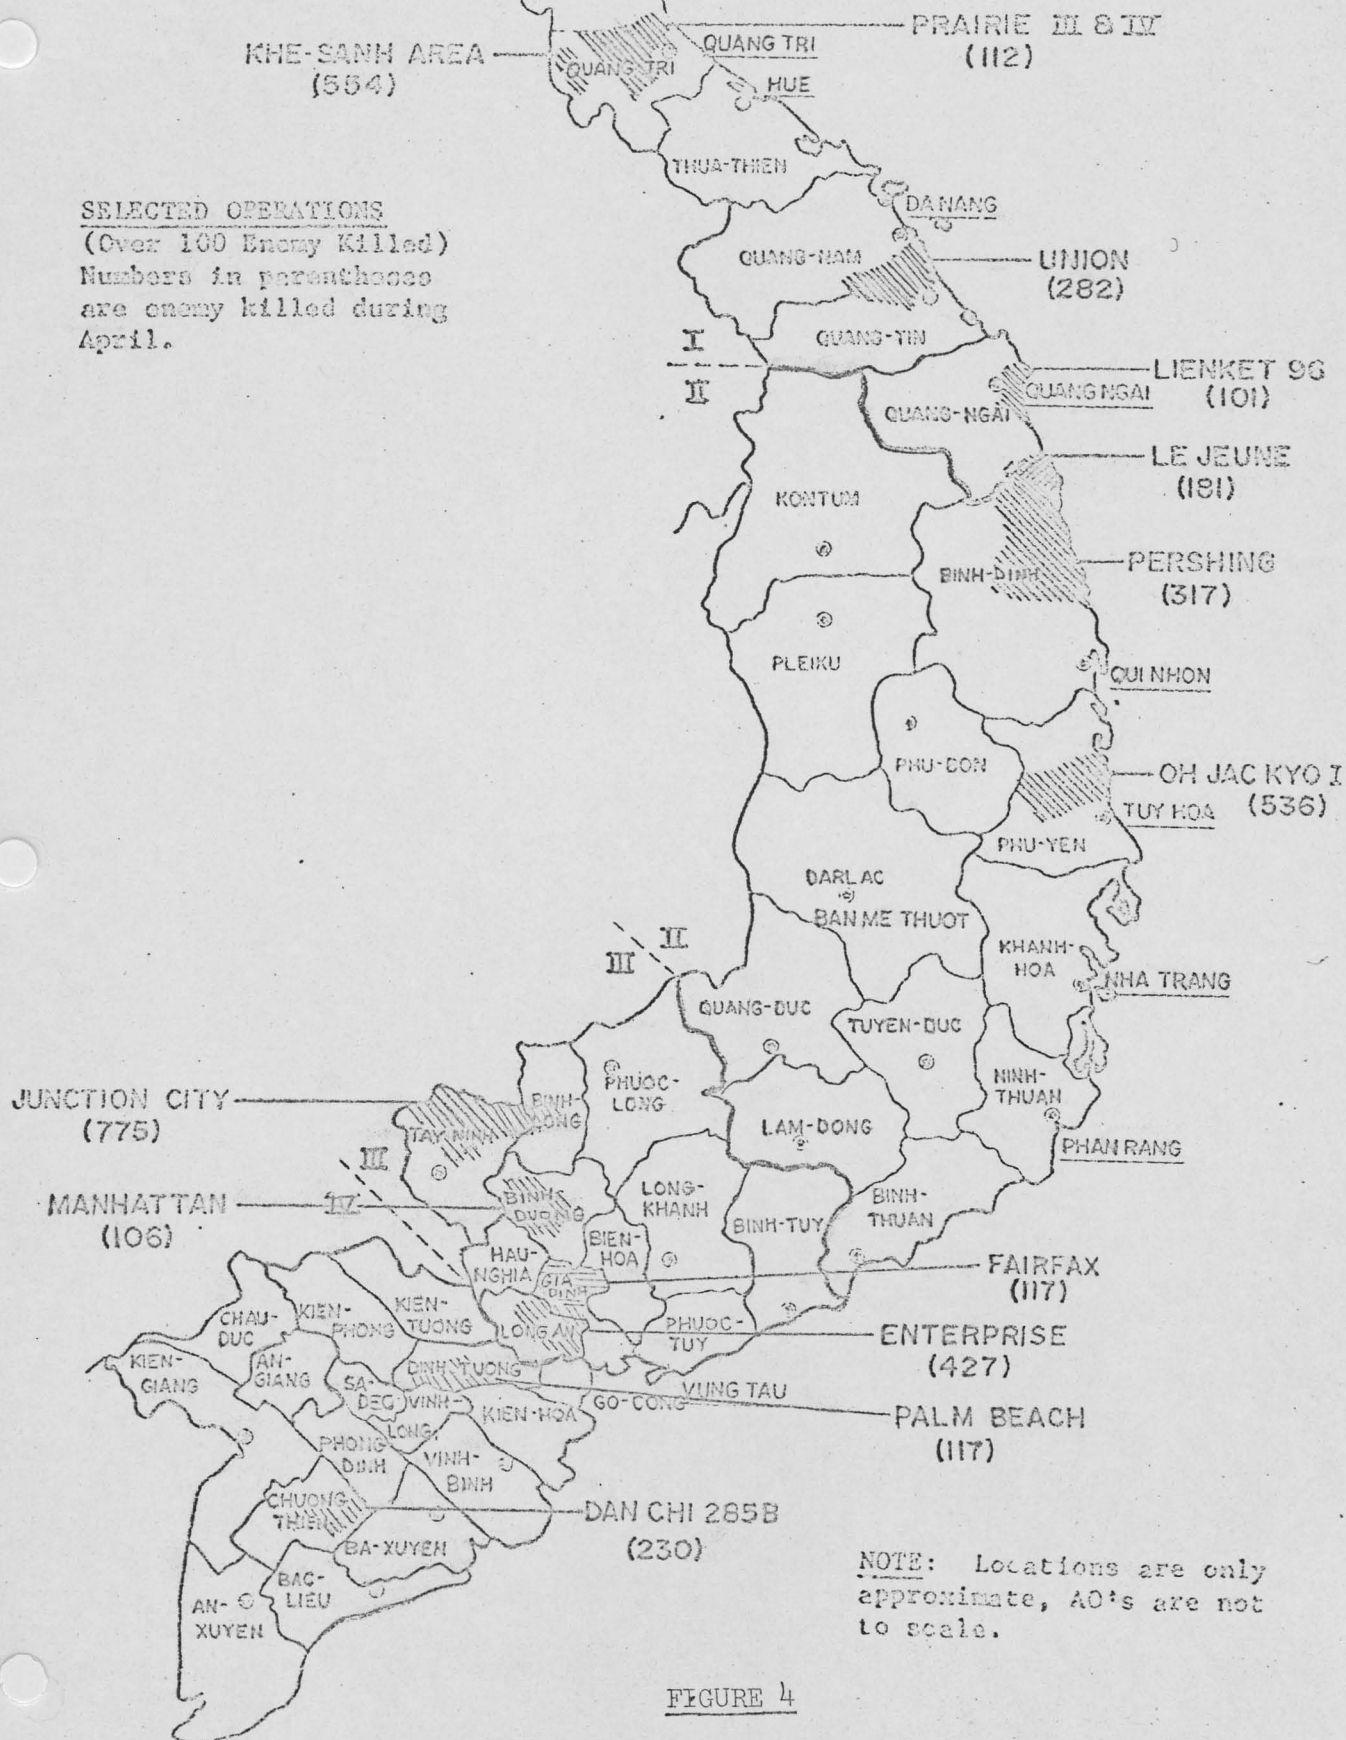 PRAIRIE III & IV
(112)
KHE-SANH AREA
(554)
QUANG TRI
QUANG TRI
HUE
THUA-THIEN
SELECTED OPERATIONS
(Over 100 Enemy Killed)
Numbers in parentheses
are enemy killed during
April.
DA NANG
QUANG-NAM
UNION
(282)
QUANG-TIN
I
II
LIENKET 96
(101)
QUANG NGAI
QUANG-NGAI
LE JEUNE
(181)
KONTUM
PERSHING
(317)
BINH-DINH
PLEIKU
QUI NHON
PHU-BON
OH JAC KYO I
(536)
TUY HOA
PHU-YEN
DARLAC
BAN ME THUOT
II
III
KHANH-
HOA
NHA TRANG
QUANG-DUC
TUYEN-DUC
JUNCTION CITY
(775)
PHUOC-
LONG
BINH-
LONG
NINH-
THUAN
TAY NINH
LAM-DONG
PHAN RANG
III
IV
MANHATTAN
(106)
BINH
DUONG
LONG-
KHANH
BINH-TUY
BINH-
THUAN
BIEN-
HOA
HAU-
NGHIA
GIA
DINH
FAIRFAX
(117)
CHAU-
DUC
KIEN-
PHONG
KIEN-
TUONG
LONG AN
PHUOC-
TUY
ENTERPRISE
(427)
KIEN-
GIANG
AN-
GIANG
SA-
DEC
DINH TUONG
VINH-
LONG
KIEN-HOA
GO-CONG
VUNG TAU
PALM BEACH
(117)
PHONG
DINH
VINH-
BINH
CHUONG
THIEN
DAN CHI 285B
(230)
BA-XUYEN
BAC-
LIEU
AN-
XUYEN
NOTE: Locations are only
approximate, AO's are not
to scale.
FIGURE 4